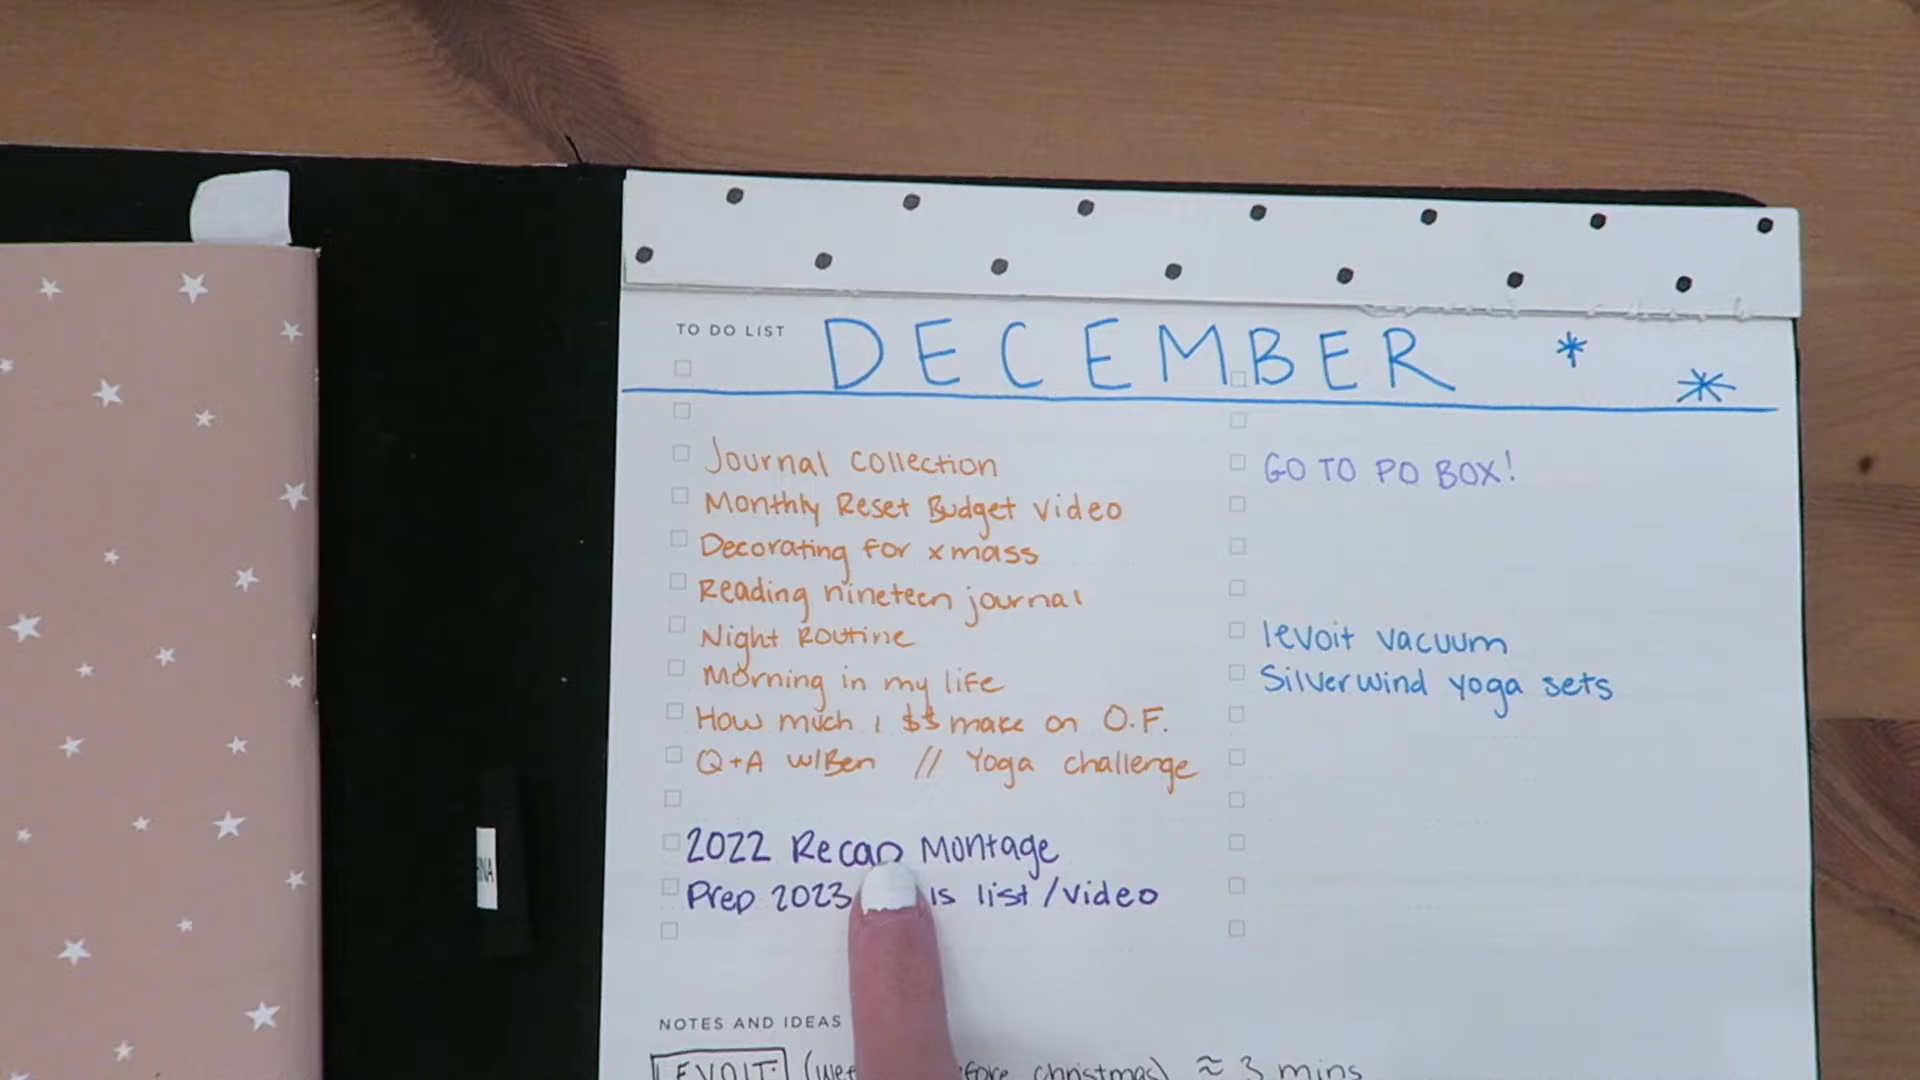 TO DO LIST
DECEMBER
Journal collection
Monthly Reset Budget video
Decorating for xmass
Reading nineteen journal
Night Routine
Morning in my life
How much I $$ make on O.F.
Q+A w/Ben // Yoga challenge
2022 Recap Montage
Prep 2023 is list/video
GO TO PO BOX!
levoit vacuum
Silverwind yoga sets
NOTES AND IDEAS
LEVOIT christmas) ≈ 3 mins